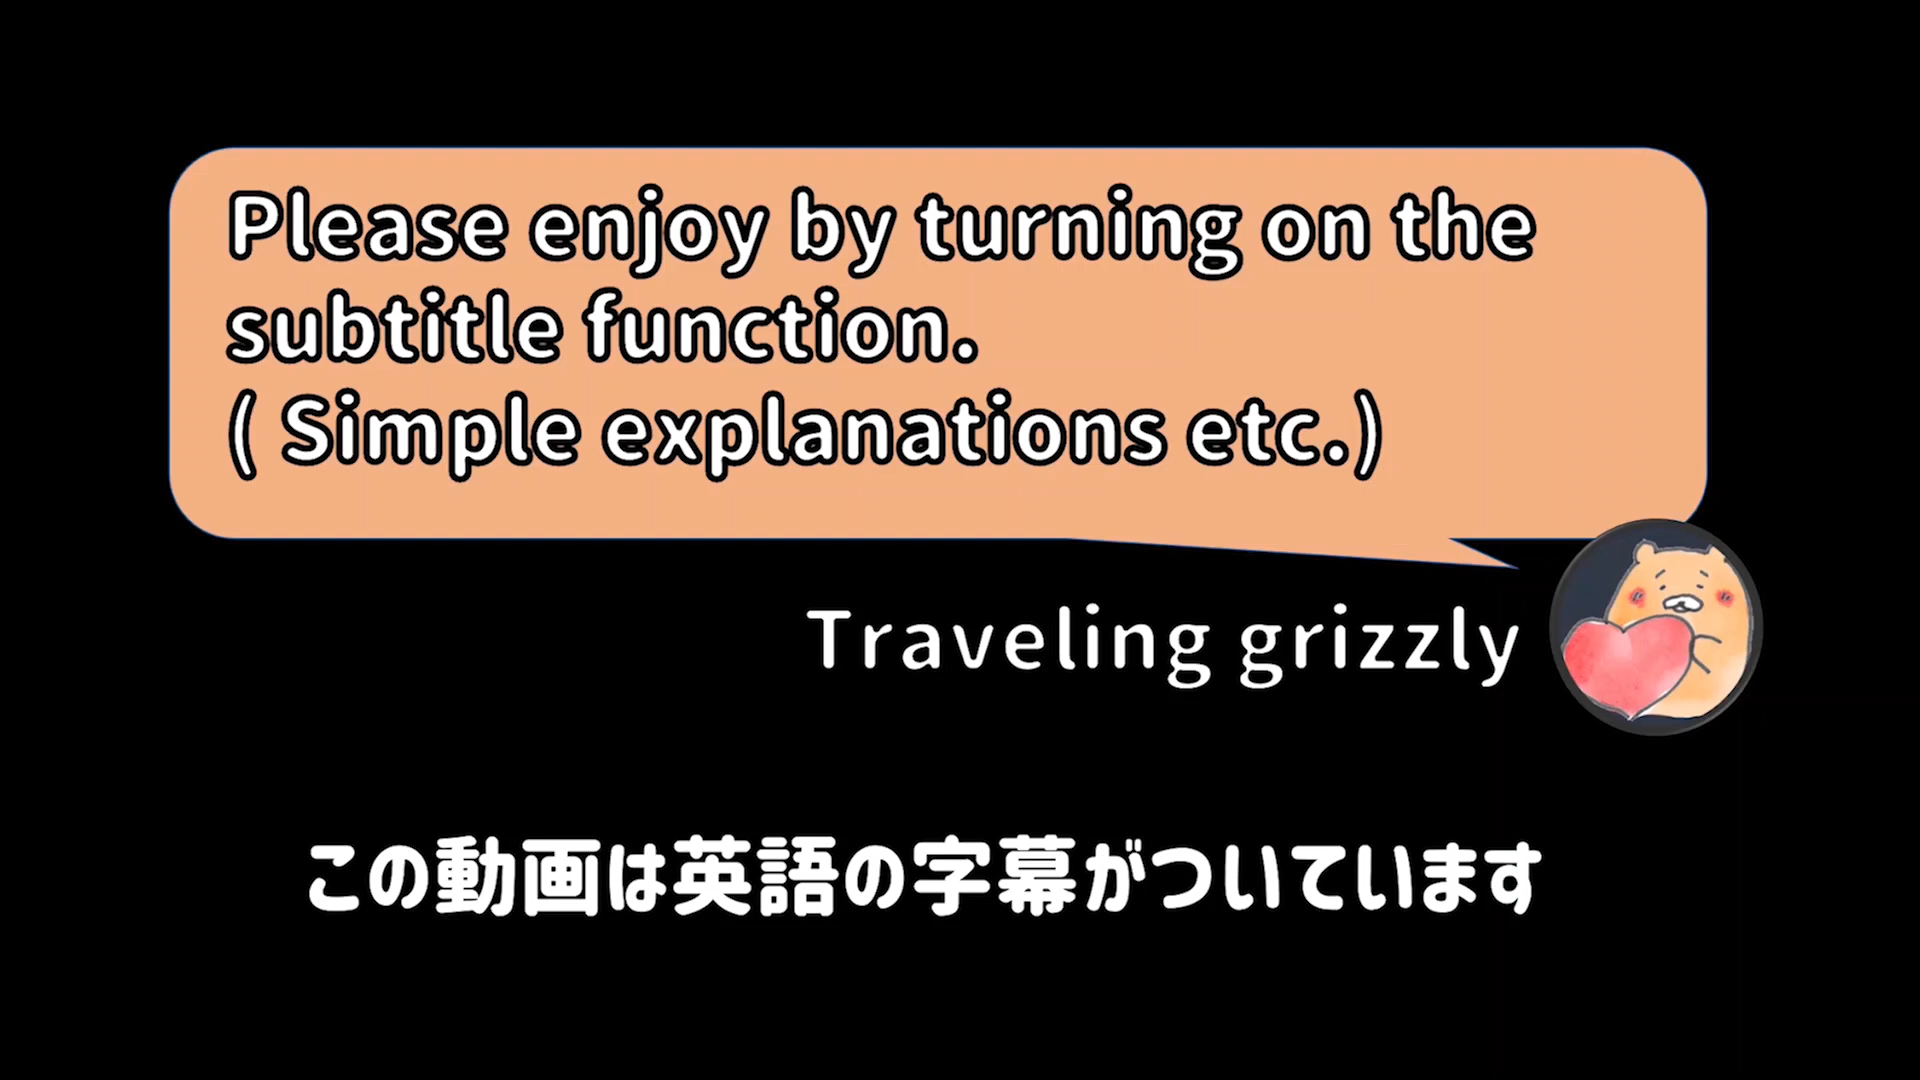 Please enjoy by turning on the
subtitle function.
( Simple explanations etc.)
Traveling grizzly
この動画は英語の字幕がついています